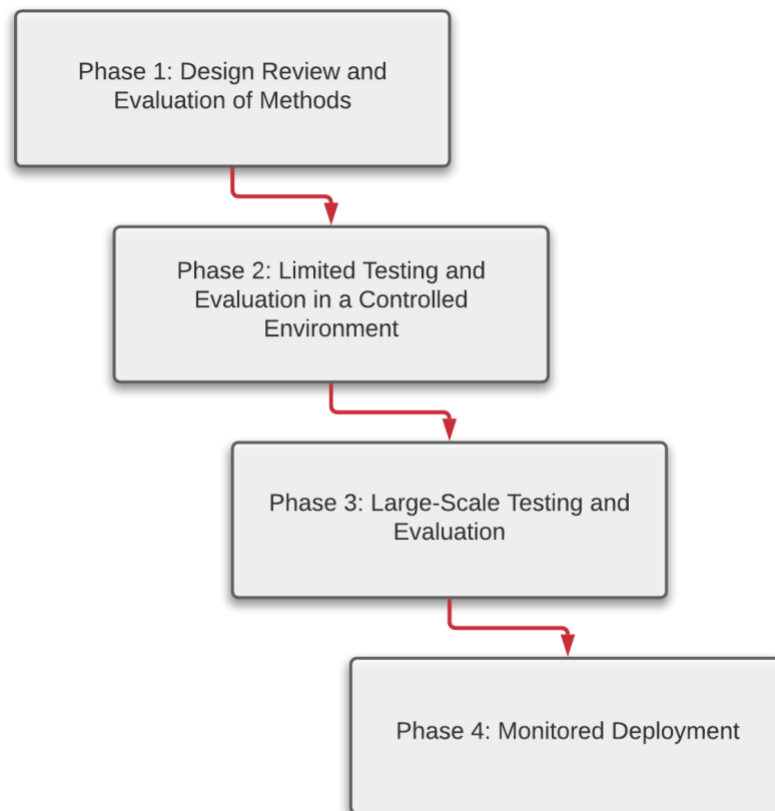 Phase 1: Design Review and
Evaluation of Methods
Phase 2: Limited Testing and
Evaluation in a Controlled
Environment
Phase 3: Large-Scale Testing and
Evaluation
Phase 4: Monitored Deployment